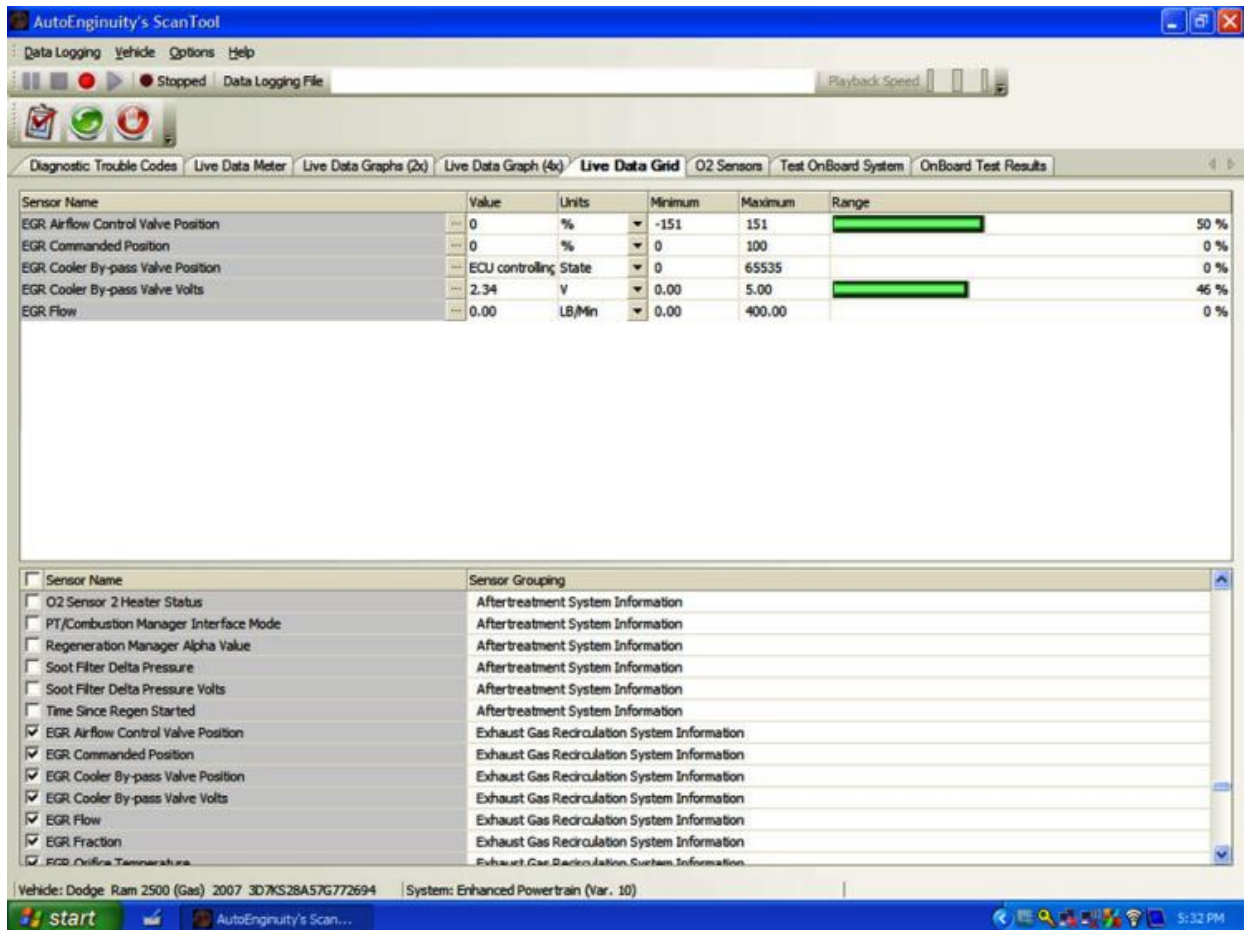 AutoEnginuity's ScanTool
Data Logging Vehicle Options Help
Stopped Data Logging File Playback Speed
Diagnostic Trouble Codes Live Data Meter Live Data Graphs (2x) Live Data Graph (4x) Live Data Grid O2 Sensors Test OnBoard System OnBoard Test Results
Sensor Name Value Units Minimum Maximum Range
EGR Airflow Control Valve Position ... 0 % -151 151 50 %
EGR Commanded Position ... 0 % 0 100 0 %
EGR Cooler By-pass Valve Position ... ECU controlling State 0 65535 0 %
EGR Cooler By-pass Valve Volts ... 2.34 V 0.00 5.00 46 %
EGR Flow ... 0.00 LB/Min 0.00 400.00 0 %
Sensor Name Sensor Grouping
O2 Sensor 2 Heater Status Aftertreatment System Information
PT/Combustion Manager Interface Mode Aftertreatment System Information
Regeneration Manager Alpha Value Aftertreatment System Information
Soot Filter Delta Pressure Aftertreatment System Information
Soot Filter Delta Pressure Volts Aftertreatment System Information
Time Since Regen Started Aftertreatment System Information
EGR Airflow Control Valve Position Exhaust Gas Recirculation System Information
EGR Commanded Position Exhaust Gas Recirculation System Information
EGR Cooler By-pass Valve Position Exhaust Gas Recirculation System Information
EGR Cooler By-pass Valve Volts Exhaust Gas Recirculation System Information
EGR Flow Exhaust Gas Recirculation System Information
EGR Fraction Exhaust Gas Recirculation System Information
EGR Orifice Temperature Exhaust Gas Recirculation System Information
Vehicle: Dodge Ram 2500 (Gas) 2007 3D7KS28A57G772694 System: Enhanced Powertrain (Var. 10)
start AutoEnginuity's Scan... 5:32 PM